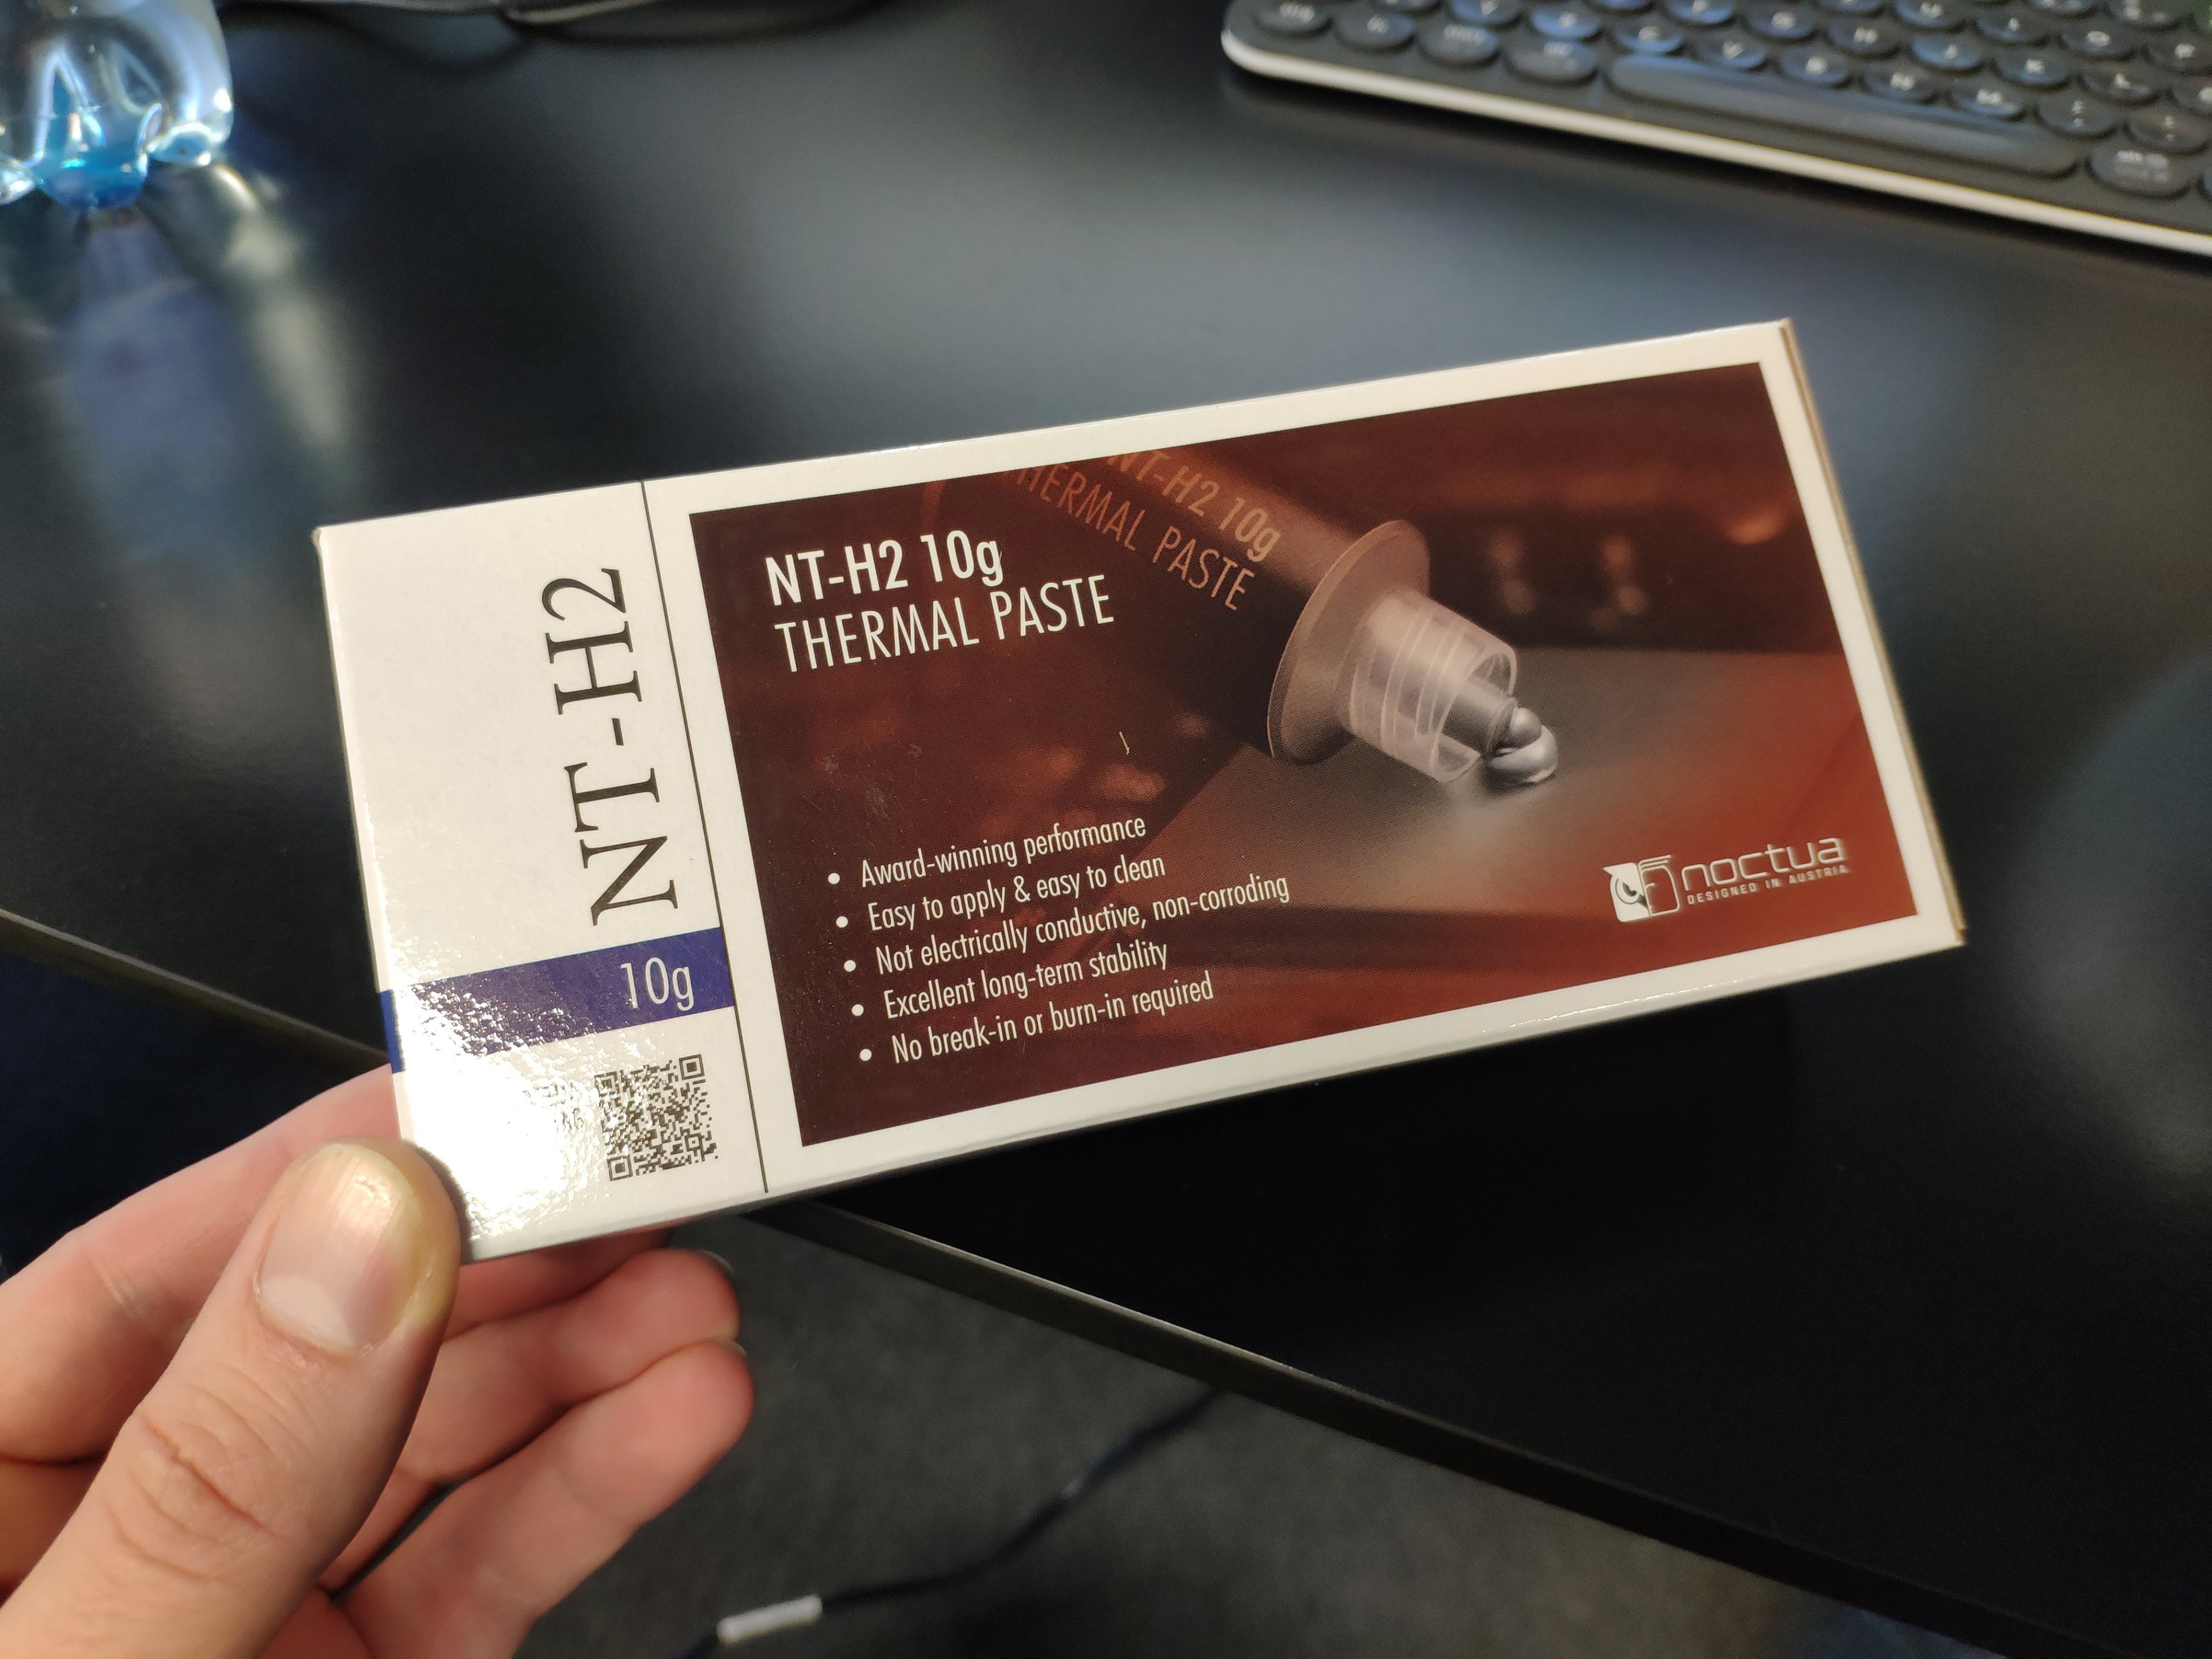 NT-H2
10g
NT-H2 10g
THERMAL PASTE
NT-H2 10g
THERMAL PASTE
• Award-winning performance
• Easy to apply & easy to clean
• Not electrically conductive, non-corroding
• Excellent long-term stability
• No break-in or burn-in required
noctua
DESIGNED IN AUSTRIA